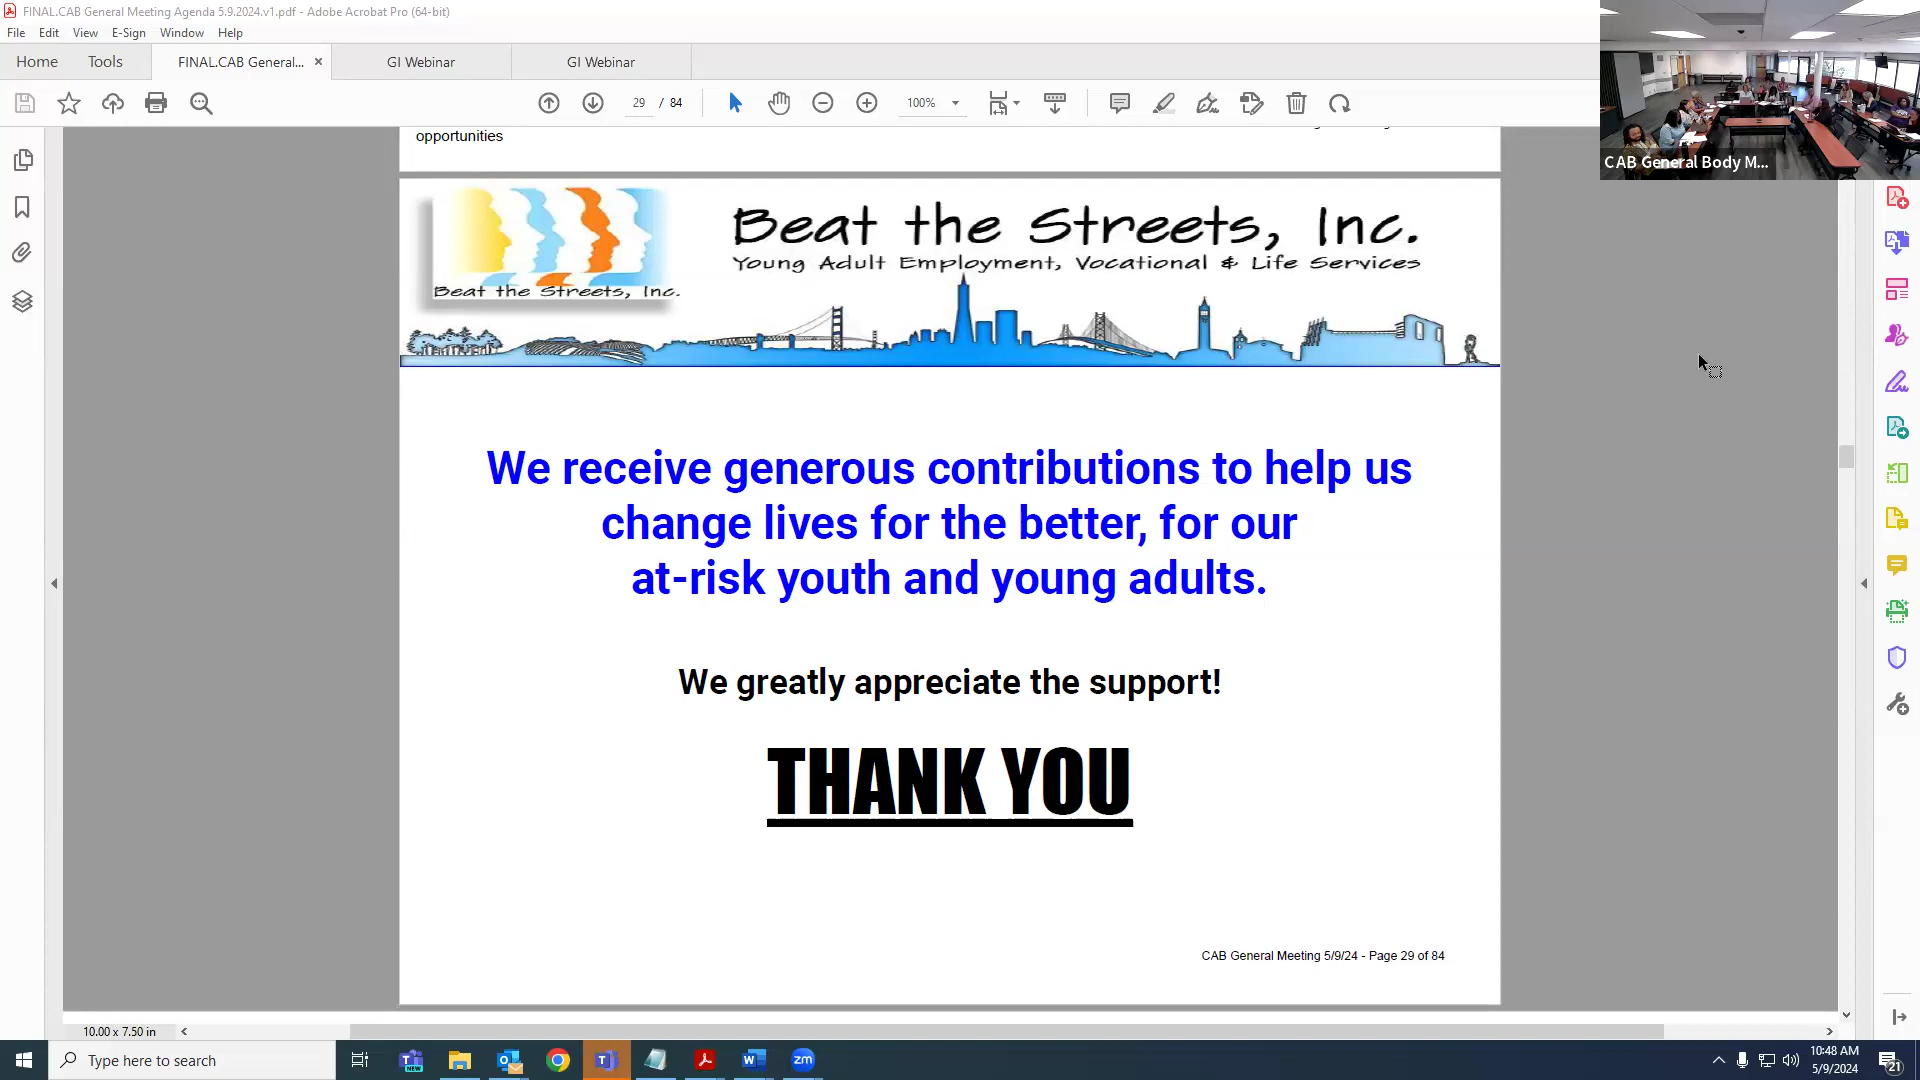 FINAL.CAB General Meeting Agenda 5.9.2024.v1.pdf - Adobe Acrobat Pro (64-bit)
File Edit View E-Sign Window Help
Home Tools FINAL.CAB General... × GI Webinar GI Webinar
29 / 84 100%
CAB General Body M...
opportunities
Beat the Streets, Inc.
Young Adult Employment, Vocational & Life Services
Beat the Streets, Inc.
We receive generous contributions to help us
change lives for the better, for our
at-risk youth and young adults.
We greatly appreciate the support!
THANK YOU
CAB General Meeting 5/9/24 - Page 29 of 84
10.00 x 7.50 in
Type here to search
NEW
zm
10:48 AM
5/9/2024
21